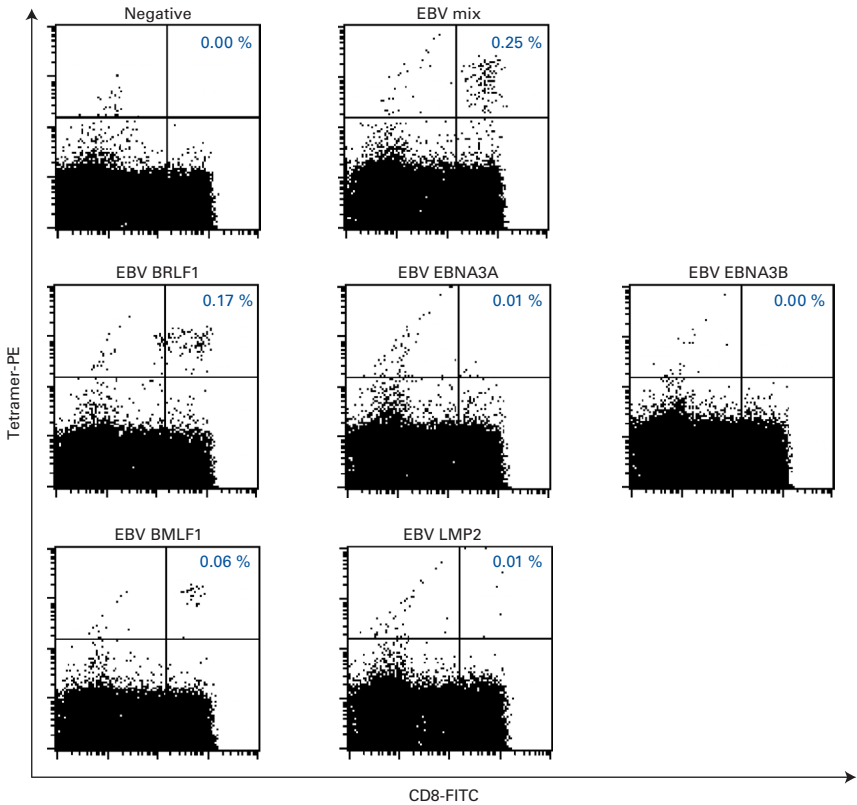 Negative
EBV mix
0.00 %
0.25 %
EBV BRLF1
EBV EBNA3A
EBV EBNA3B
0.17 %
0.01 %
0.00 %
Tetramer-PE
EBV BMLF1
EBV LMP2
0.06 %
0.01 %
CD8-FITC